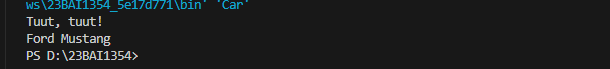 ws\23BAI1354_5e17d771\bin' 'Car'
Tuut, tuut!
Ford Mustang
PS D:\23BAI1354>